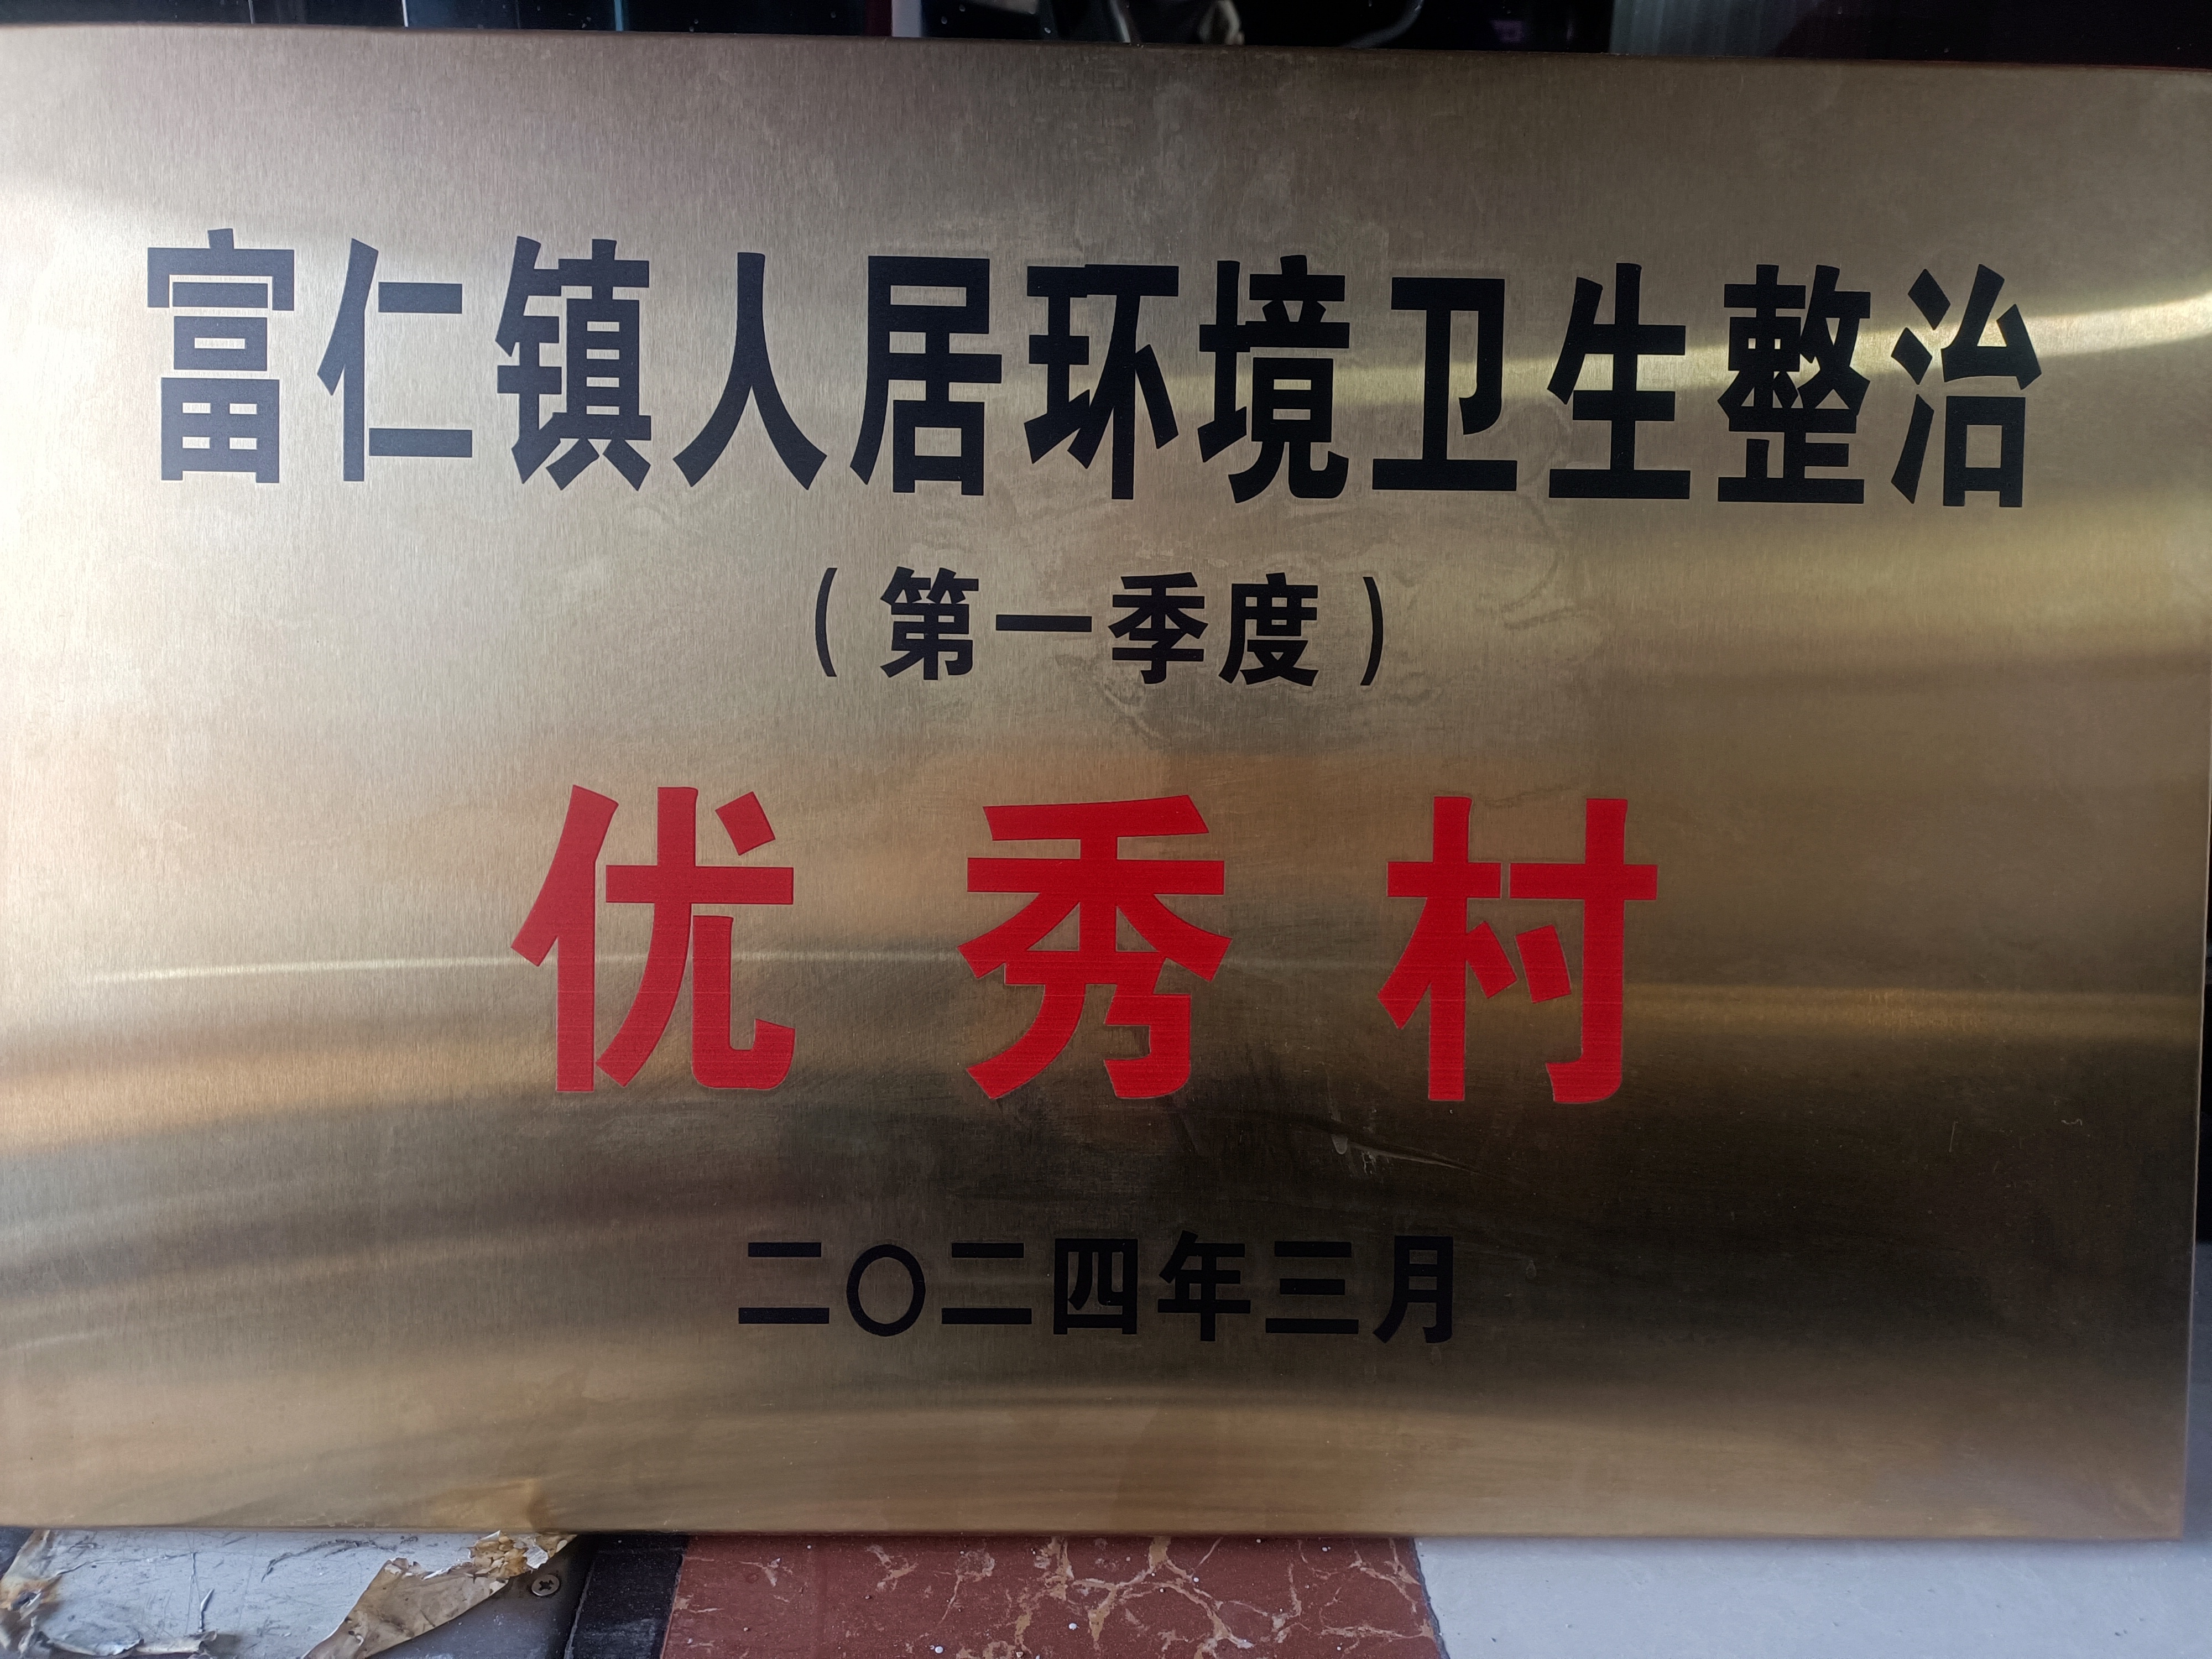 富仁镇人居环境卫生整治
（第一季度）
优秀村
二〇二四年三月